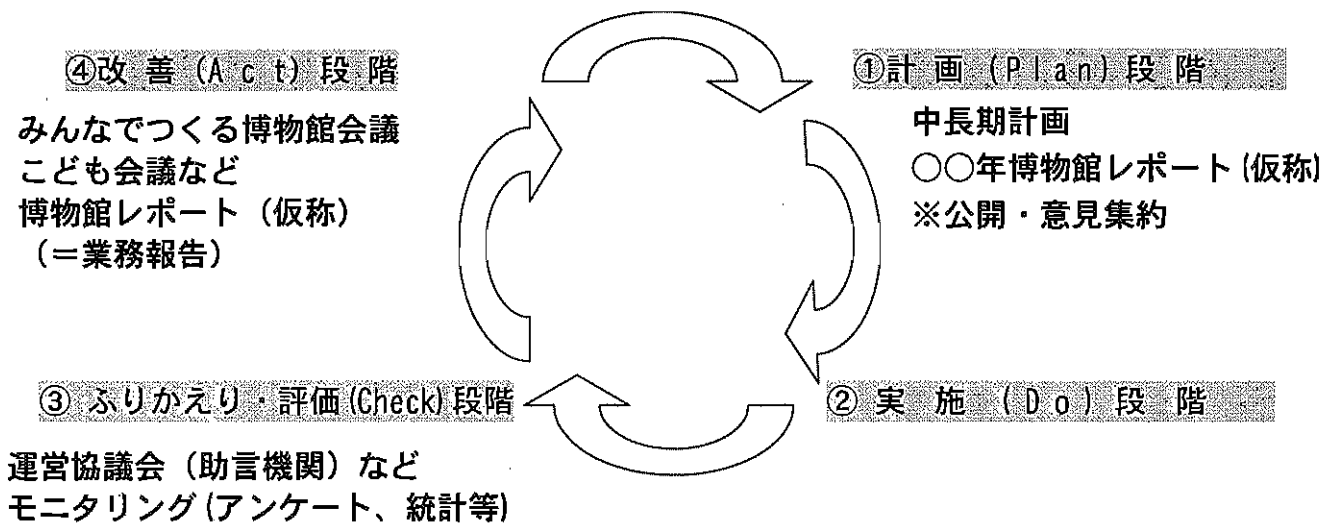 ④改善(Act)段階
みんなでつくる博物館会議
こども会議など
博物館レポート（仮称）
（＝業務報告）
①計画(Plan)段階
中長期計画
○○年博物館レポート(仮称)
※公開・意見集約
③ふりかえり・評価(Check)段階
運営協議会（助言機関）など
モニタリング(アンケート、統計等)
②実施(Do)段階